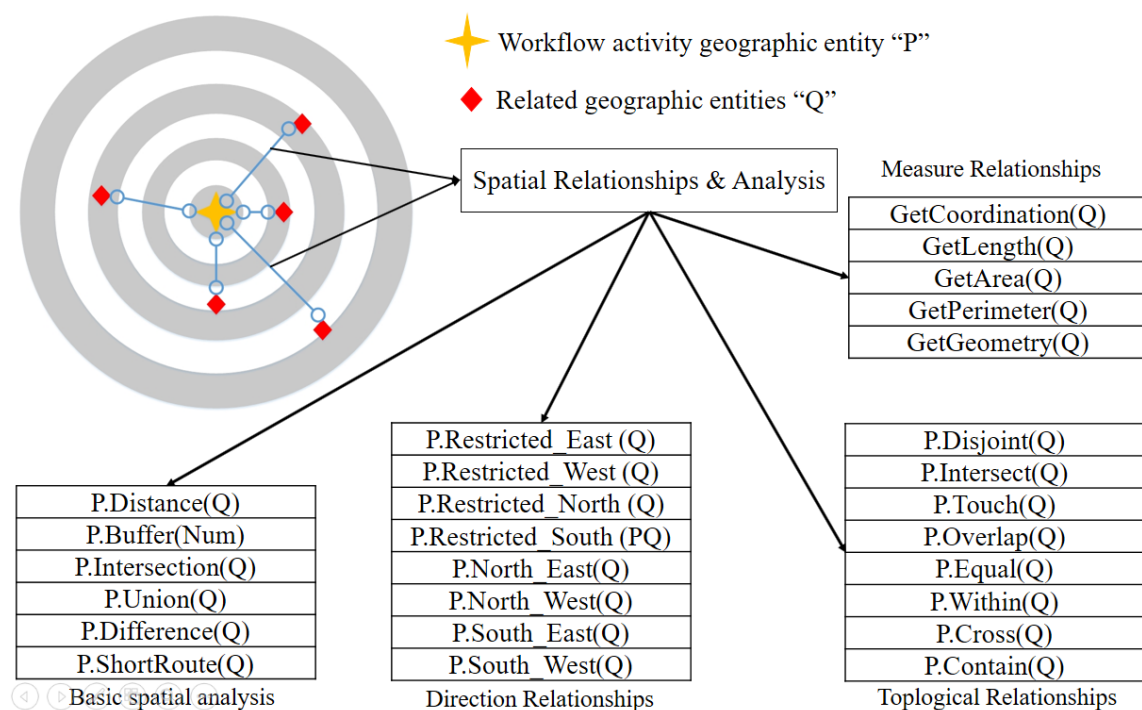 Workflow activity geographic entity “P”
Related geographic entities “Q”
Spatial Relationships & Analysis
Measure Relationships
GetCoordination(Q)
GetLength(Q)
GetArea(Q)
GetPerimeter(Q)
GetGeometry(Q)
P.Distance(Q)
P.Buffer(Num)
P.Intersection(Q)
P.Union(Q)
P.Difference(Q)
P.ShortRoute(Q)
Basic spatial analysis
P.Restricted_East (Q)
P.Restricted_West (Q)
P.Restricted_North (Q)
P.Restricted_South (PQ)
P.North_East(Q)
P.North_West(Q)
P.South_East(Q)
P.South_West(Q)
Direction Relationships
P.Disjoint(Q)
P.Intersect(Q)
P.Touch(Q)
P.Overlap(Q)
P.Equal(Q)
P.Within(Q)
P.Cross(Q)
P.Contain(Q)
Toplogical Relationships